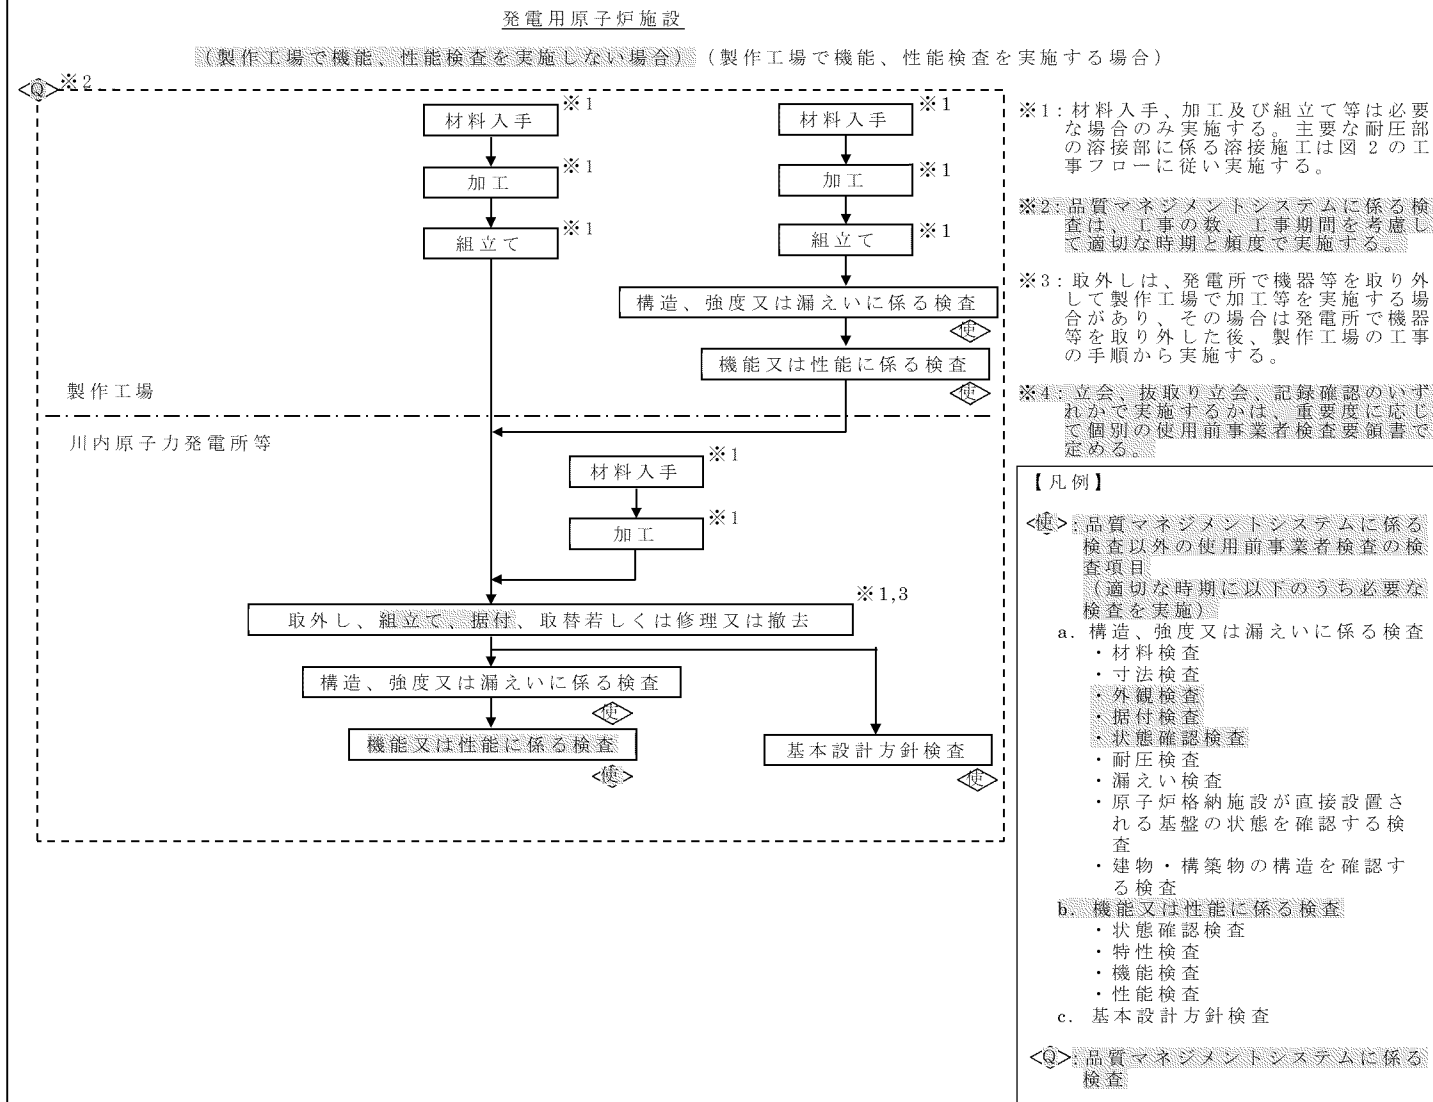 発電用原子炉施設
（製作工場で機能、性能検査を実施しない場合）（製作工場で機能、性能検査を実施する場合）
Q ※2
材料入手 ※1
加工 ※1
組立て ※1
材料入手 ※1
加工 ※1
組立て ※1
構造、強度又は漏えいに係る検査
使
機能又は性能に係る検査
使
製作工場
川内原子力発電所等
材料入手 ※1
加工 ※1
※1,3
取外し、組立て、据付、取替若しくは修理又は撤去
構造、強度又は漏えいに係る検査
使
機能又は性能に係る検査
使
基本設計方針検査
使
※1：材料入手、加工及び組立て等は必要
な場合のみ実施する。主要な耐圧部
の溶接部に係る溶接施工は図2の工
事フローに従い実施する。
※2：品質マネジメントシステムに係る検
査は、工事の数、工事期間を考慮し
て適切な時期と頻度で実施する。
※3：取外しは、発電所で機器等を取り外
して製作工場で加工等を実施する場
合があり、その場合は発電所で機器
等を取り外した後、製作工場の工事
の手順から実施する。
※4：立会、抜取り立会、記録確認のいず
れかで実施するかは、重要度に応じ
て個別の使用前事業者検査要領書で
定める。
【凡例】
使：品質マネジメントシステムに係る
検査以外の使用前事業者検査の検
査項目
（適切な時期に以下のうち必要な
検査を実施）
a. 構造、強度又は漏えいに係る検査
・材料検査
・寸法検査
・外観検査
・据付検査
・状態確認検査
・耐圧検査
・漏えい検査
・原子炉格納施設が直接設置さ
れる基盤の状態を確認する検
査
・建物・構築物の構造を確認す
る検査
b. 機能又は性能に係る検査
・状態確認検査
・特性検査
・機能検査
・性能検査
c. 基本設計方針検査
Q：品質マネジメントシステムに係る
検査